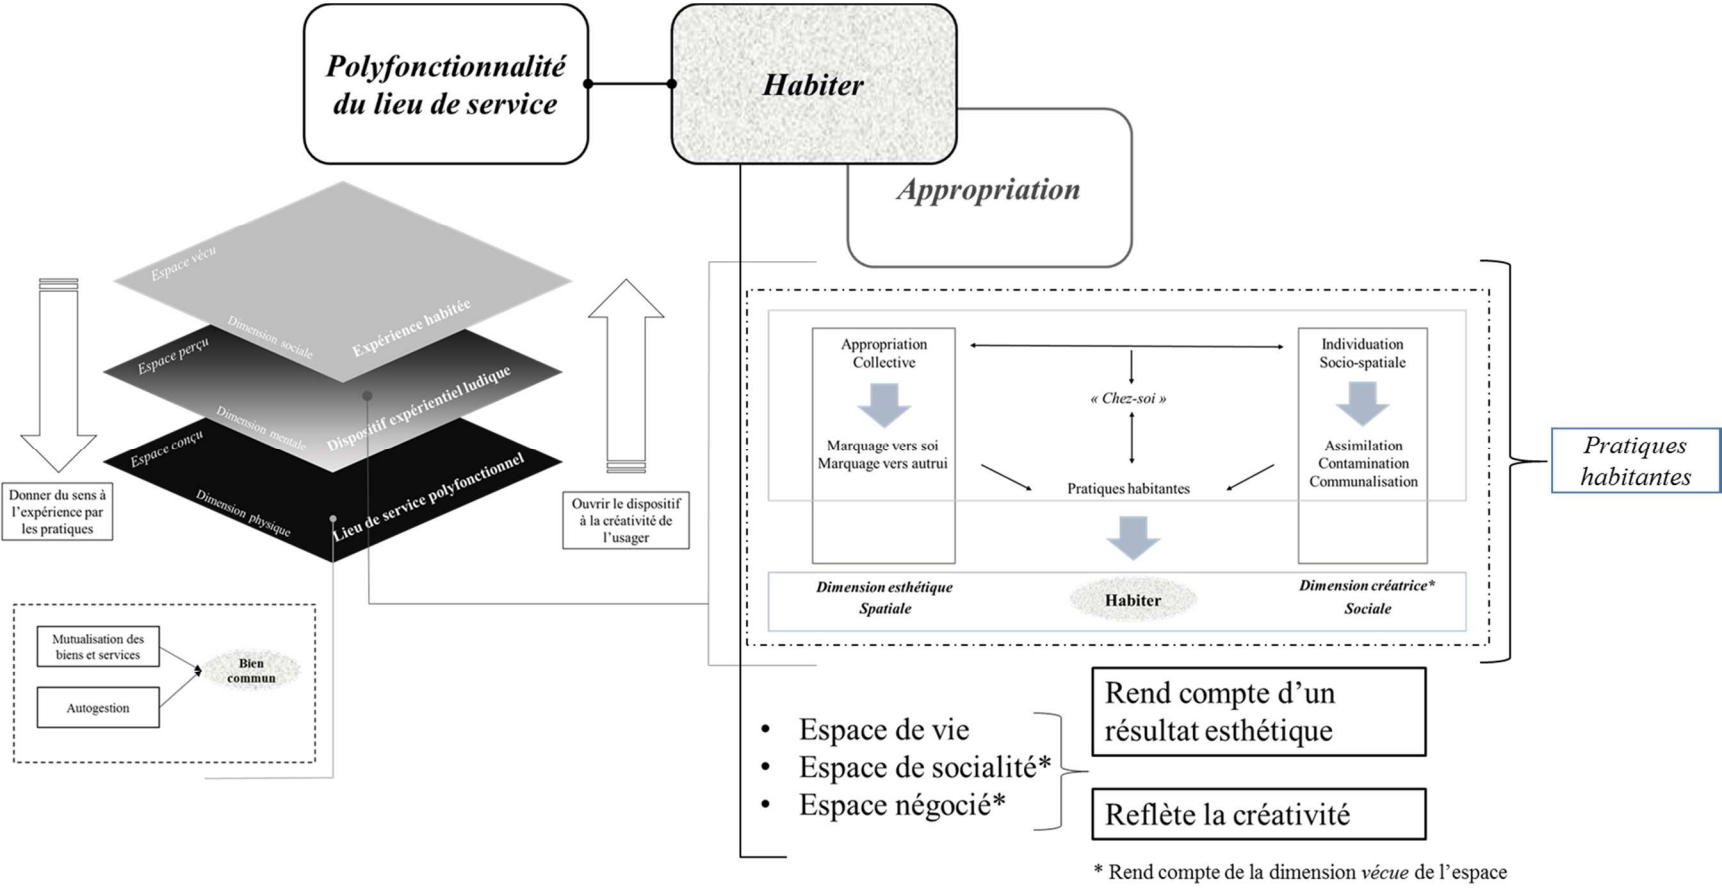 Polyfonctionnalité
du lieu de service
Habiter
Appropriation
Espace vécu
Dimension sociale
Expérience habitée
Espace perçu
Dimension mentale
Dispositif expérientiel ludique
Espace conçu
Dimension physique
Lieu de service polyfonctionnel
Donner du sens à
l’expérience par
les pratiques
Ouvrir le dispositif
à la créativité de
l’usager
Mutualisation des
biens et services
Autogestion
Bien
commun
Appropriation
Collective
Marquage vers soi
Marquage vers autrui
« Chez-soi »
Pratiques habitantes
Individuation
Socio-spatiale
Assimilation
Contamination
Communalisation
Dimension esthétique
Spatiale
Habiter
Dimension créatrice*
Sociale
Pratiques
habitantes
• Espace de vie
• Espace de socialité*
• Espace négocié*
Rend compte d’un
résultat esthétique
Reflète la créativité
* Rend compte de la dimension vécue de l’espace